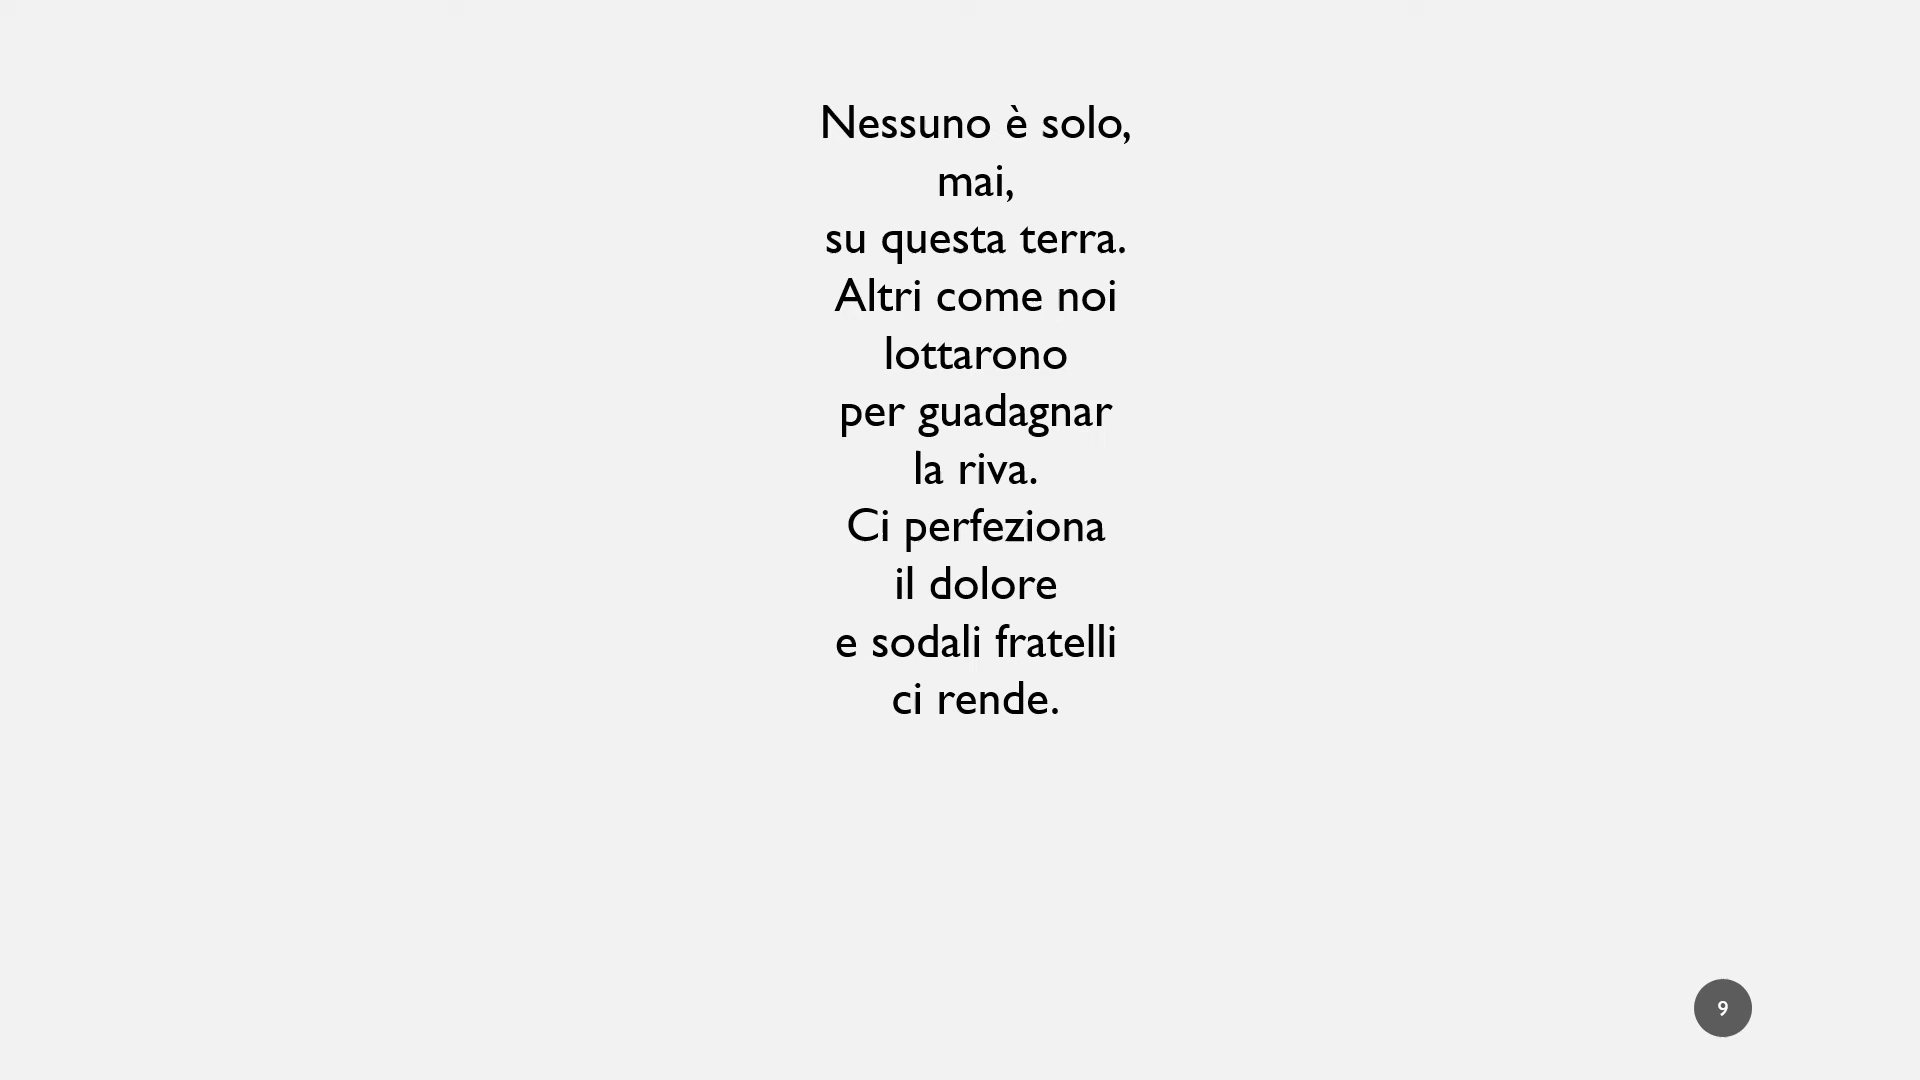 Nessuno è solo,
mai,
su questa terra.
Altri come noi
lottarono
per guadagnar
la riva.
Ci perfeziona
il dolore
e sodali fratelli
ci rende.
9